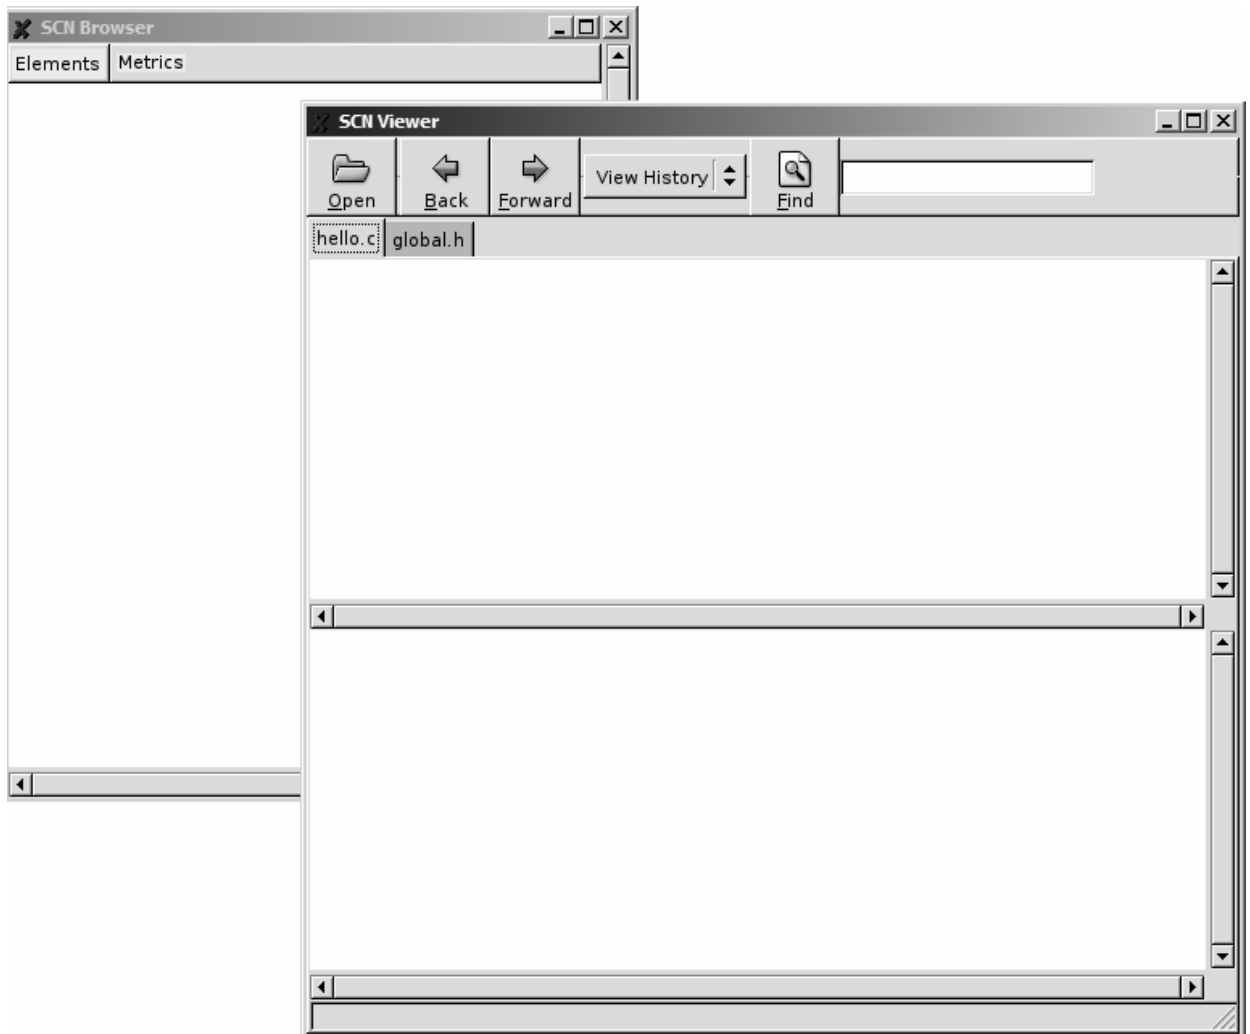 SCN Browser
Elements Metrics
SCN Viewer
Open Back Forward View History Find
hello.c global.h